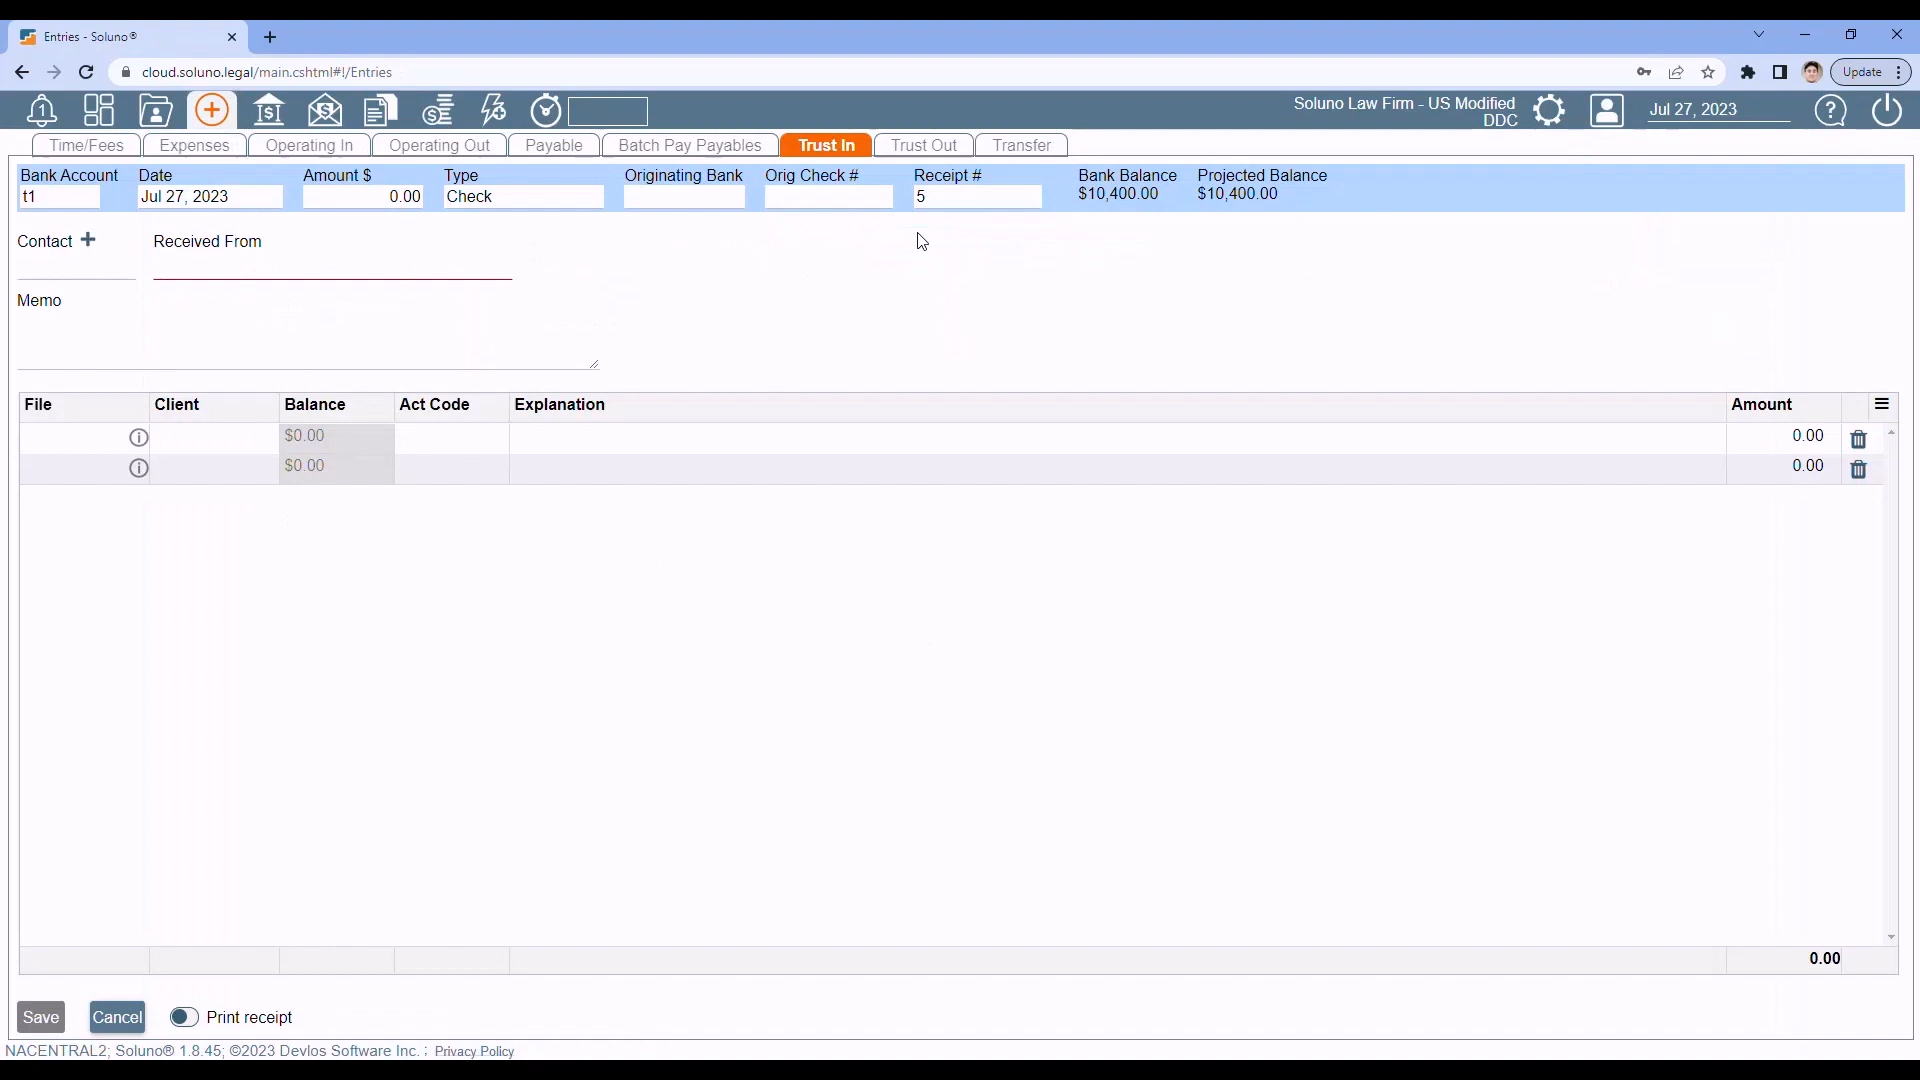 Entries - Soluno®
cloud.soluno.legal/main.cshtml#!/Entries
Update
1
Soluno Law Firm - US Modified
DDC
Jul 27, 2023
Time/Fees
Expenses
Operating In
Operating Out
Payable
Batch Pay Payables
Trust In
Trust Out
Transfer
Bank Account
Date
Amount $
Type
Originating Bank
Orig Check #
Receipt #
Bank Balance
Projected Balance
t1
Jul 27, 2023
0.00
Check
5
$10,400.00
$10,400.00
Contact
Received From
Memo
File
Client
Balance
Act Code
Explanation
Amount
$0.00
0.00
$0.00
0.00
0.00
Save
Cancel
Print receipt
NACENTRAL2; Soluno® 1.8.45; ©2023 Devlos Software Inc. ; Privacy Policy